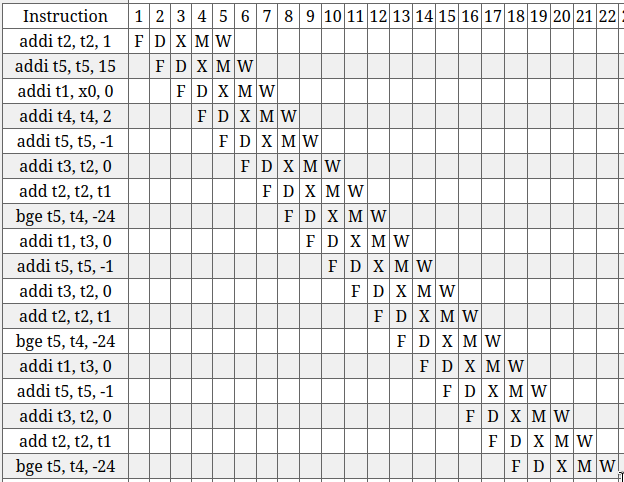 Instruction 1 2 3 4 5 6 7 8 9 10 11 12 13 14 15 16 17 18 19 20 21 22
addi t2, t2, 1 F D X M W
addi t5, t5, 15 F D X M W
addi t1, x0, 0 F D X M W
addi t4, t4, 2 F D X M W
addi t5, t5, -1 F D X M W
addi t3, t2, 0 F D X M W
add t2, t2, t1 F D X M W
bge t5, t4, -24 F D X M W
addi t1, t3, 0 F D X M W
addi t5, t5, -1 F D X M W
addi t3, t2, 0 F D X M W
add t2, t2, t1 F D X M W
bge t5, t4, -24 F D X M W
addi t1, t3, 0 F D X M W
addi t5, t5, -1 F D X M W
addi t3, t2, 0 F D X M W
add t2, t2, t1 F D X M W
bge t5, t4, -24 F D X M W